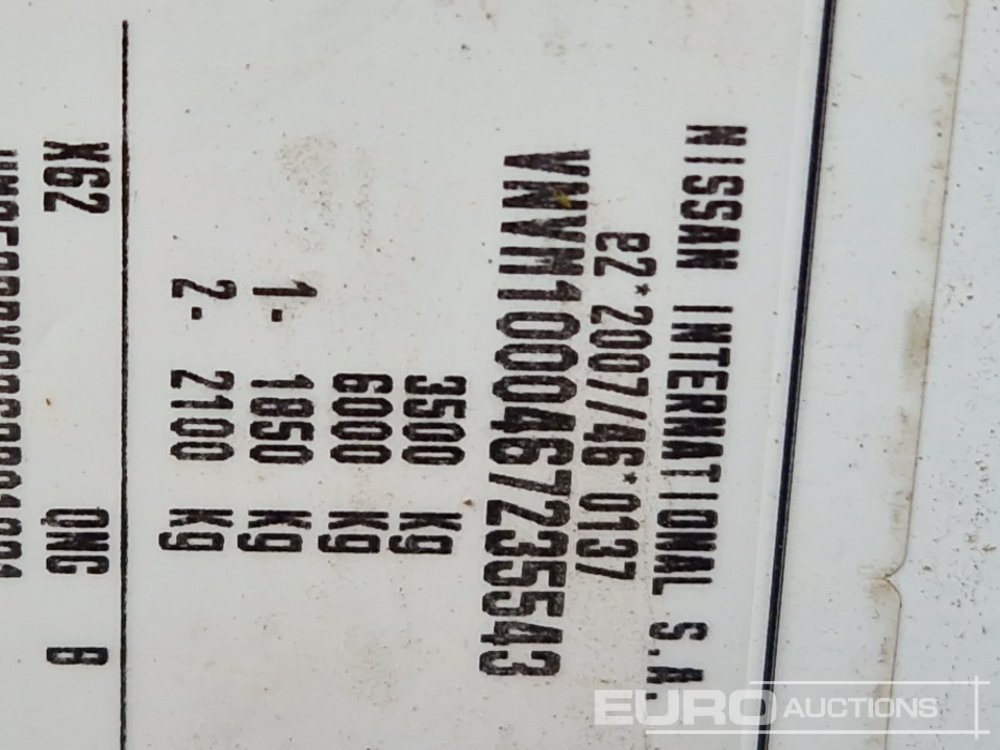 NISSAN INTERNATIONAL S.A.
e2*2007/46*0137
VNVM1000467235543
3500 Kg
6000 Kg
1- 1850 Kg
2- 2100 Kg
X62 QNG B
EURO AUCTIONS